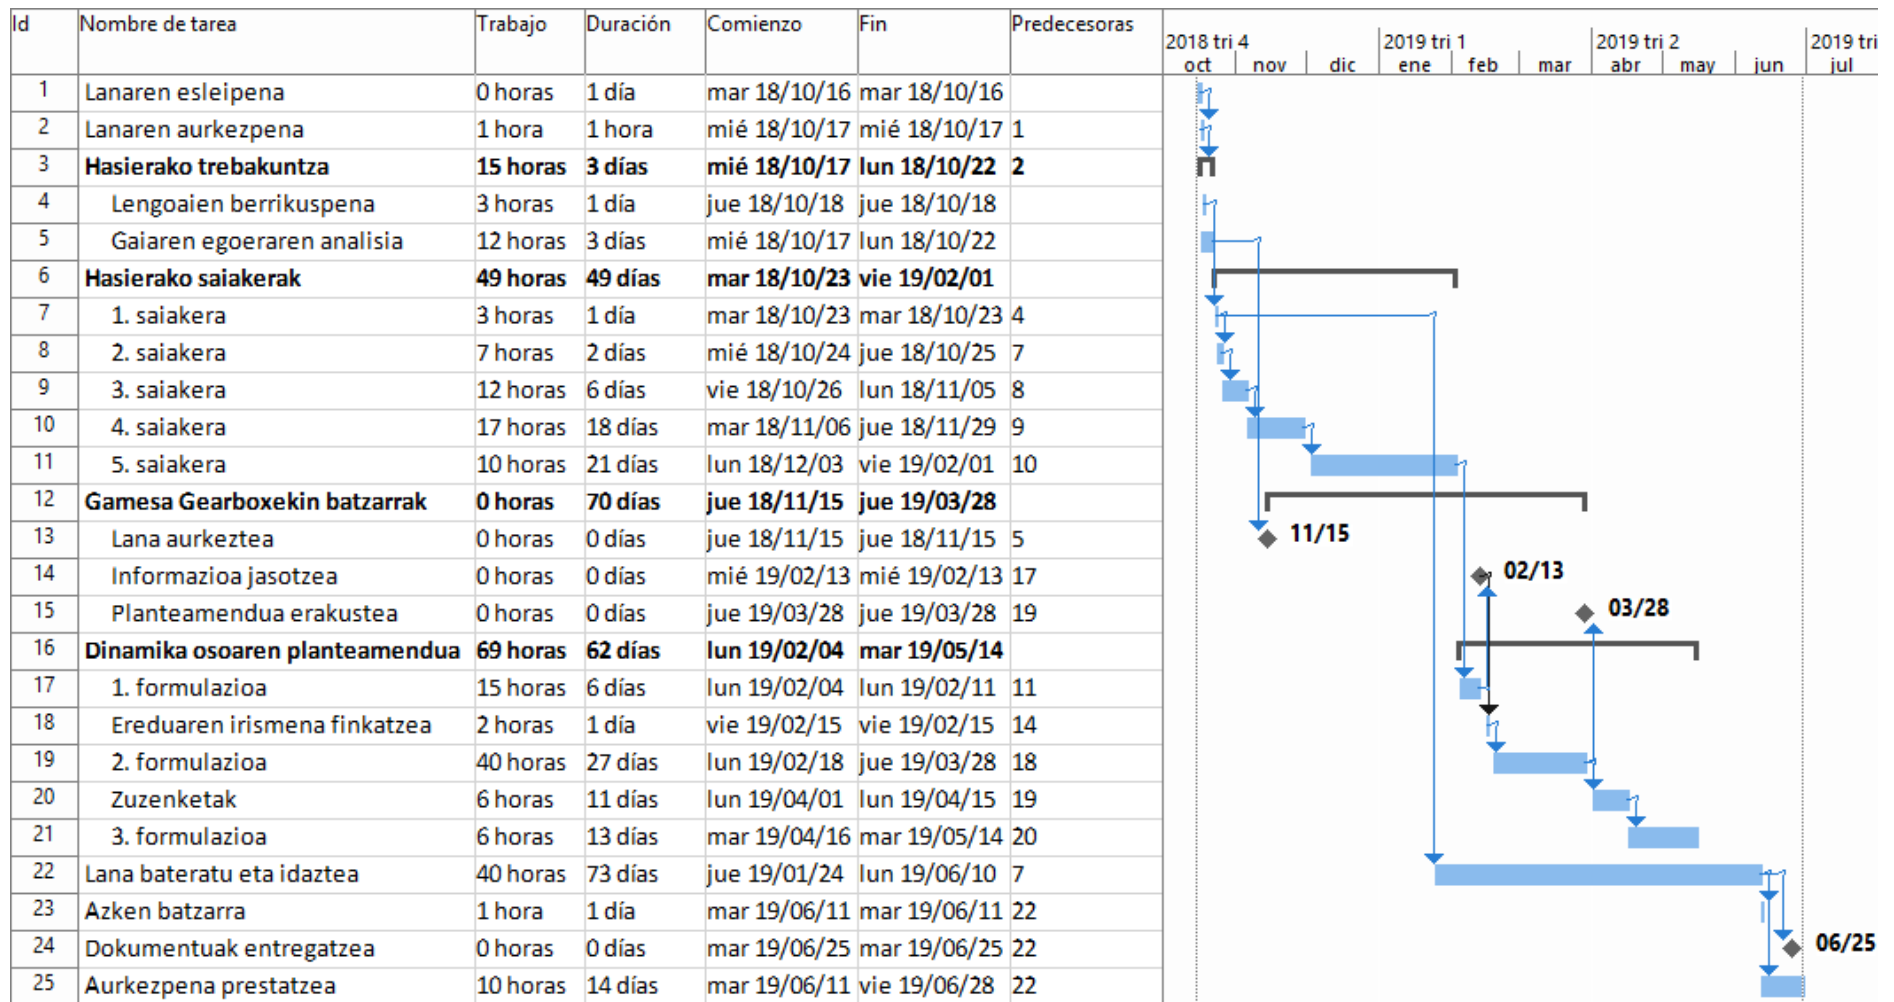 Id Nombre de tarea Trabajo Duración Comienzo Fin Predecesoras
2018 tri 4 2019 tri 1 2019 tri 2 2019 tri
oct nov dic ene feb mar abr may jun jul
1 Lanaren esleipena 0 horas 1 día mar 18/10/16 mar 18/10/16
2 Lanaren aurkezpena 1 hora 1 hora mié 18/10/17 mié 18/10/17 1
3 Hasierako trebakuntza 15 horas 3 días mié 18/10/17 lun 18/10/22 2
4 Lengoaien berrikuspena 3 horas 1 día jue 18/10/18 jue 18/10/18
5 Gaiaren egoeraren analisia 12 horas 3 días mié 18/10/17 lun 18/10/22
6 Hasierako saiakerak 49 horas 49 días mar 18/10/23 vie 19/02/01
7 1. saiakera 3 horas 1 día mar 18/10/23 mar 18/10/23 4
8 2. saiakera 7 horas 2 días mié 18/10/24 jue 18/10/25 7
9 3. saiakera 12 horas 6 días vie 18/10/26 lun 18/11/05 8
10 4. saiakera 17 horas 18 días mar 18/11/06 jue 18/11/29 9
11 5. saiakera 10 horas 21 días lun 18/12/03 vie 19/02/01 10
12 Gamesa Gearboxekin batzarrak 0 horas 70 días jue 18/11/15 jue 19/03/28
13 Lana aurkeztea 0 horas 0 días jue 18/11/15 jue 18/11/15 5 11/15
14 Informazioa jasotzea 0 horas 0 días mié 19/02/13 mié 19/02/13 17 02/13
15 Planteamendua erakustea 0 horas 0 días jue 19/03/28 jue 19/03/28 19 03/28
16 Dinamika osoaren planteamendua 69 horas 62 días lun 19/02/04 mar 19/05/14
17 1. formulazioa 15 horas 6 días lun 19/02/04 lun 19/02/11 11
18 Ereduaren irismena finkatzea 2 horas 1 día vie 19/02/15 vie 19/02/15 14
19 2. formulazioa 40 horas 27 días lun 19/02/18 jue 19/03/28 18
20 Zuzenketak 6 horas 11 días lun 19/04/01 lun 19/04/15 19
21 3. formulazioa 6 horas 13 días mar 19/04/16 mar 19/05/14 20
22 Lana bateratu eta idaztea 40 horas 73 días jue 19/01/24 lun 19/06/10 7
23 Azken batzarra 1 hora 1 día mar 19/06/11 mar 19/06/11 22
24 Dokumentuak entregatzea 0 horas 0 días mar 19/06/25 mar 19/06/25 22 06/25
25 Aurkezpena prestatzea 10 horas 14 días mar 19/06/11 vie 19/06/28 22